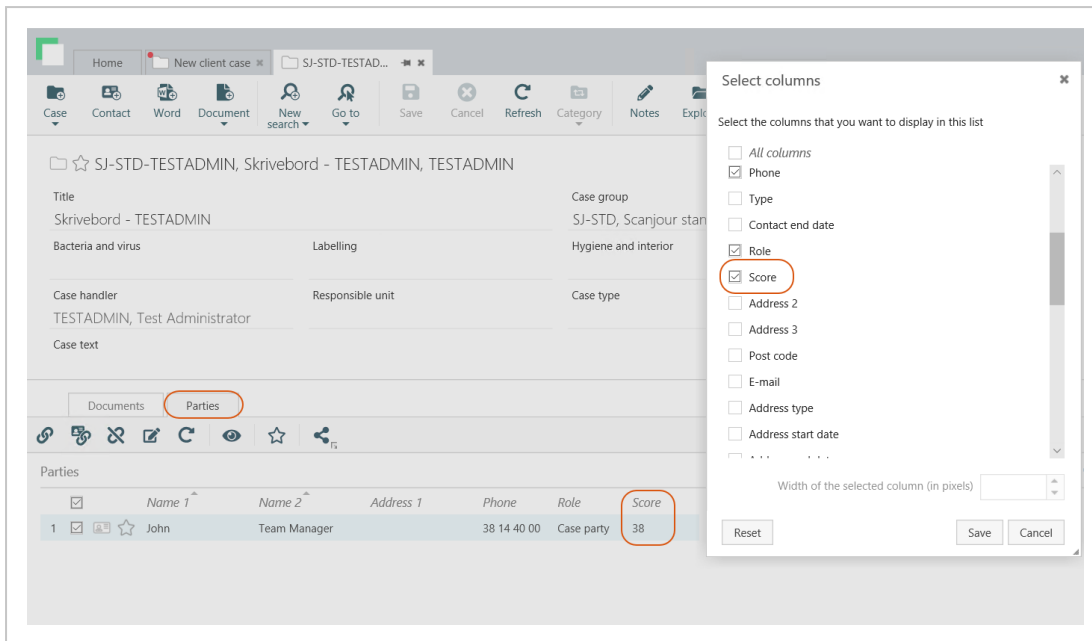 Home
New client case
SJ-STD-TESTAD...
Case
Contact
Word
Document
New search
Go to
Save
Cancel
Refresh
Category
Notes
SJ-STD-TESTADMIN, Skrivebord - TESTADMIN, TESTADMIN
Title
Case group
Skrivebord - TESTADMIN
SJ-STD, Scanjour stan
Bacteria and virus
Labelling
Hygiene and interior
Case handler
Responsible unit
Case type
TESTADMIN, Test Administrator
Case text
Documents
Parties
Parties
Name 1
Name 2
Address 1
Phone
Role
Score
1
John
Team Manager
38 14 40 00
Case party
38
Select columns
Select the columns that you want to display in this list
All columns
Phone
Type
Contact end date
Role
Score
Address 2
Address 3
Post code
E-mail
Address type
Address start date
Width of the selected column (in pixels)
Reset
Save
Cancel